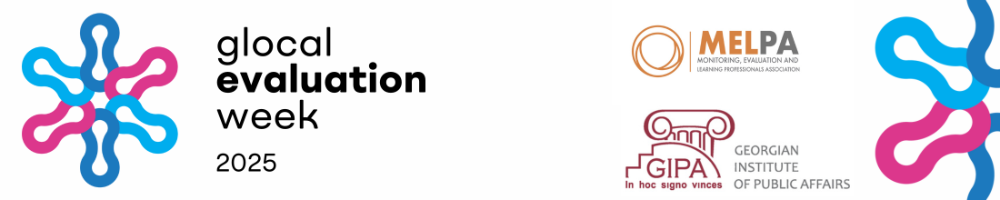 glocal
evaluation
week
2025
MELPA
MONITORING, EVALUATION AND
LEARNING PROFESSIONALS ASSOCIATION
GIPA
In hoc signo vinces
GEORGIAN
INSTITUTE
OF PUBLIC AFFAIRS